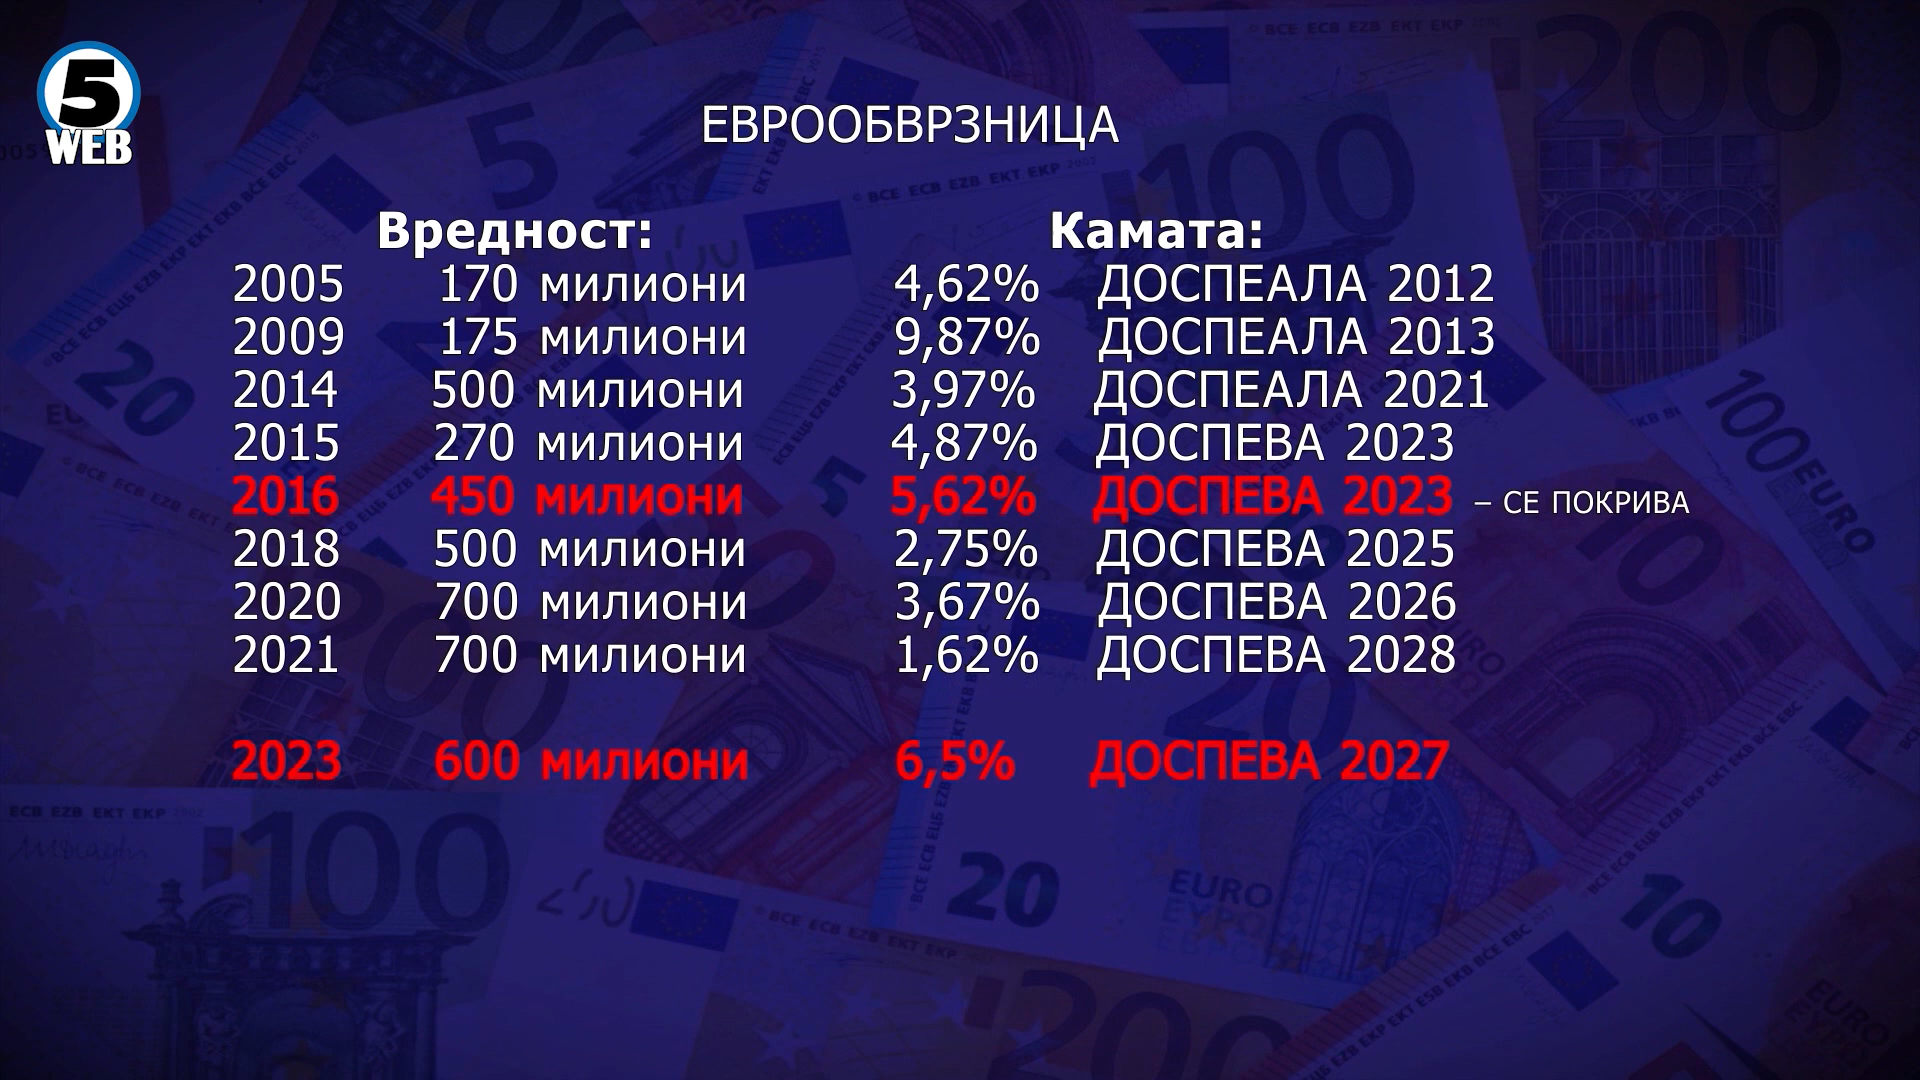 5
WEB
ЕВРООБВРЗНИЦА
Вредност: Камата:
2005 170 милиони 4,62% ДОСПЕАЛА 2012
2009 175 милиони 9,87% ДОСПЕАЛА 2013
2014 500 милиони 3,97% ДОСПЕАЛА 2021
2015 270 милиони 4,87% ДОСПЕВА 2023
2016 450 милиони 5,62% ДОСПЕВА 2023 – СЕ ПОКРИВА
2018 500 милиони 2,75% ДОСПЕВА 2025
2020 700 милиони 3,67% ДОСПЕВА 2026
2021 700 милиони 1,62% ДОСПЕВА 2028
2023 600 милиони 6,5% ДОСПЕВА 2027